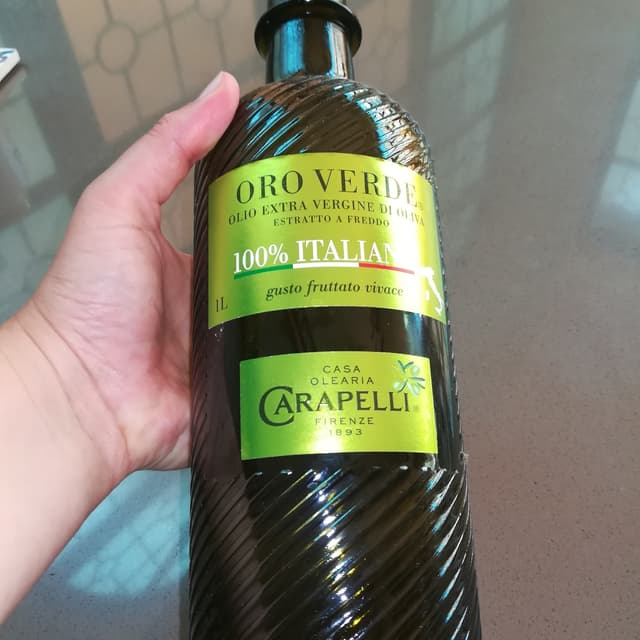 ORO VERDE®
OLIO EXTRA VERGINE DI OLIVA
ESTRATTO A FREDDO
100% ITALIAN
gusto fruttato vivace
1L
CASA
OLEARIA
CARAPELLI®
FIRENZE
1893